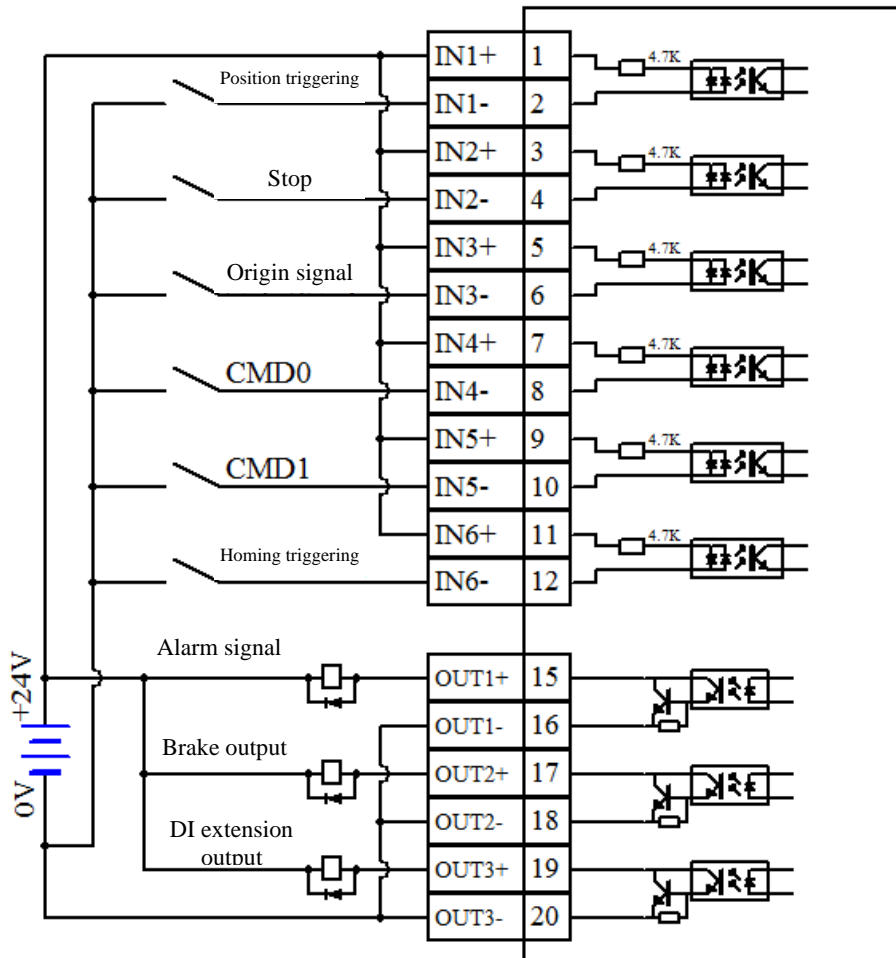 IN1+ 1 4.7K
Position triggering
IN1- 2
IN2+ 3 4.7K
Stop
IN2- 4
IN3+ 5 4.7K
Origin signal
IN3- 6
IN4+ 7 4.7K
CMD0
IN4- 8
IN5+ 9 4.7K
CMD1
IN5- 10
IN6+ 11 4.7K
Homing triggering
IN6- 12
Alarm signal
OUT1+ 15
+24V
OUT1- 16
Brake output
OUT2+ 17
0V
OUT2- 18
DI extension
output
OUT3+ 19
OUT3- 20